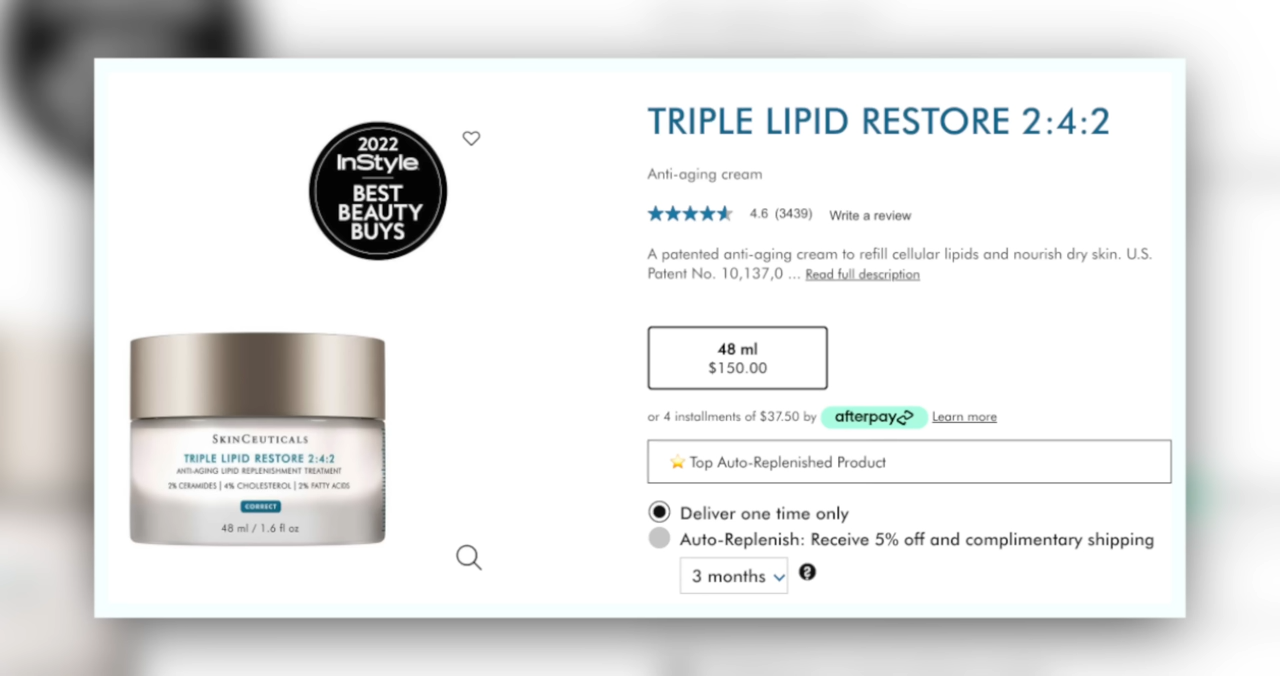 2022
InStyle
BEST
BEAUTY
BUYS
SKINCEUTICALS
TRIPLE LIPID RESTORE 2:4:2
ANTI-AGING LIPID REPLENISHMENT TREATMENT
2% CERAMIDES | 4% CHOLESTEROL | 2% FATTY ACIDS
CORRECT
48 ml / 1.6 fl oz
TRIPLE LIPID RESTORE 2:4:2
Anti-aging cream
4.6 (3439) Write a review
A patented anti-aging cream to refill cellular lipids and nourish dry skin. U.S.
Patent No. 10,137,0 ... Read full description
48 ml
$150.00
or 4 installments of $37.50 by afterpay Learn more
⭐ Top Auto-Replenished Product
Deliver one time only
Auto-Replenish: Receive 5% off and complimentary shipping
3 months